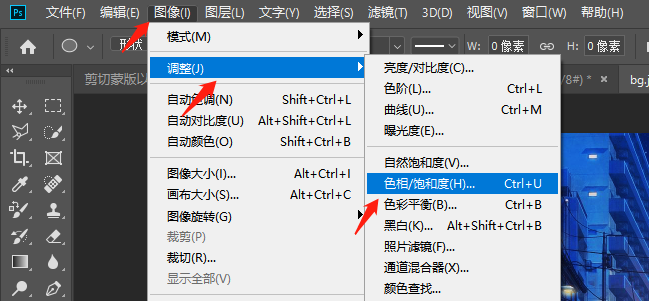 Ps 文件(F) 编辑(E) 图像(I) 图层(L) 文字(Y) 选择(S) 滤镜(T) 3D(D) 视图(V) 窗口(W) 帮助(H)
形状
W: 0 像素 H: 0 像素
剪切蒙版以
/8#) * × bg.j
模式(M)
调整(J)
自动色调(N) Shift+Ctrl+L
自动对比度(U) Alt+Shift+Ctrl+L
自动颜色(O) Shift+Ctrl+B
图像大小(I)... Alt+Ctrl+I
画布大小(S)... Alt+Ctrl+C
图像旋转(G)
裁剪(P)
裁切(R)...
显示全部(V)
亮度/对比度(C)...
色阶(L)... Ctrl+L
曲线(U)... Ctrl+M
曝光度(E)...
自然饱和度(V)...
色相/饱和度(H)... Ctrl+U
色彩平衡(B)... Ctrl+B
黑白(K)... Alt+Shift+Ctrl+B
照片滤镜(F)...
通道混合器(X)...
颜色查找...